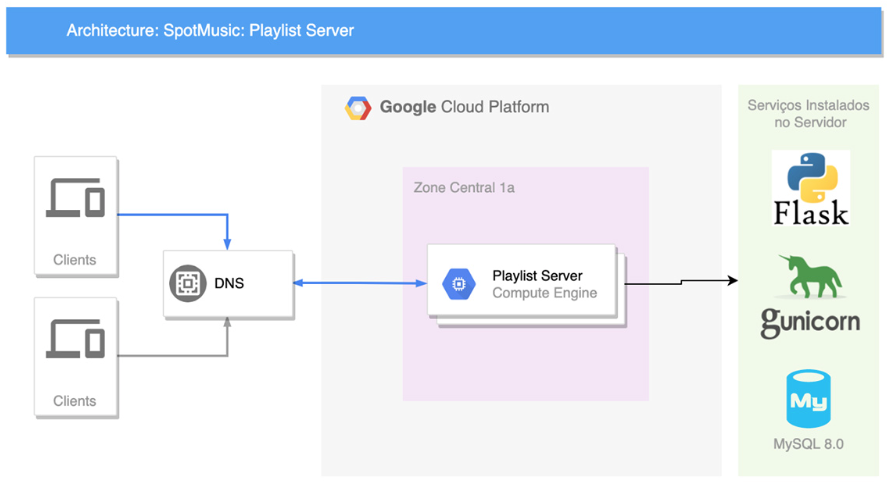 Architecture: SpotMusic: Playlist Server
Google Cloud Platform
Serviços Instalados
no Servidor
Zone Central 1a
Flask
Clients
DNS
Playlist Server
Compute Engine
gunicorn
Clients
My
MySQL 8.0